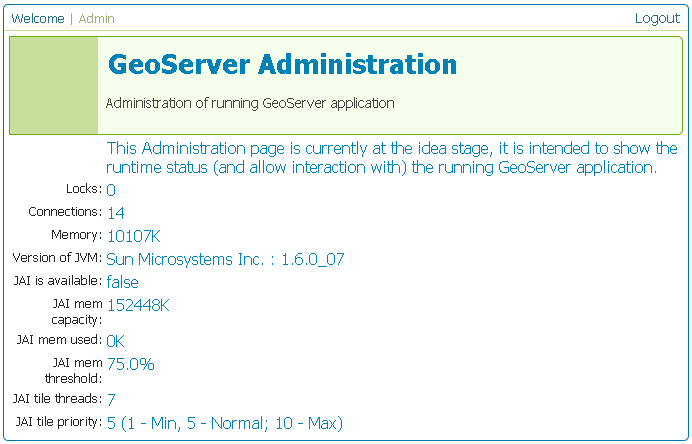 Welcome | Admin Logout
GeoServer Administration
Administration of running GeoServer application
This Administration page is currently at the idea stage, it is intended to show the
runtime status (and allow interaction with) the running GeoServer application.
Locks: 0
Connections: 14
Memory: 10107K
Version of JVM: Sun Microsystems Inc. : 1.6.0_07
JAI is available: false
JAI mem capacity: 152448K
JAI mem used: 0K
JAI mem threshold: 75.0%
JAI tile threads: 7
JAI tile priority: 5 (1 - Min, 5 - Normal; 10 - Max)